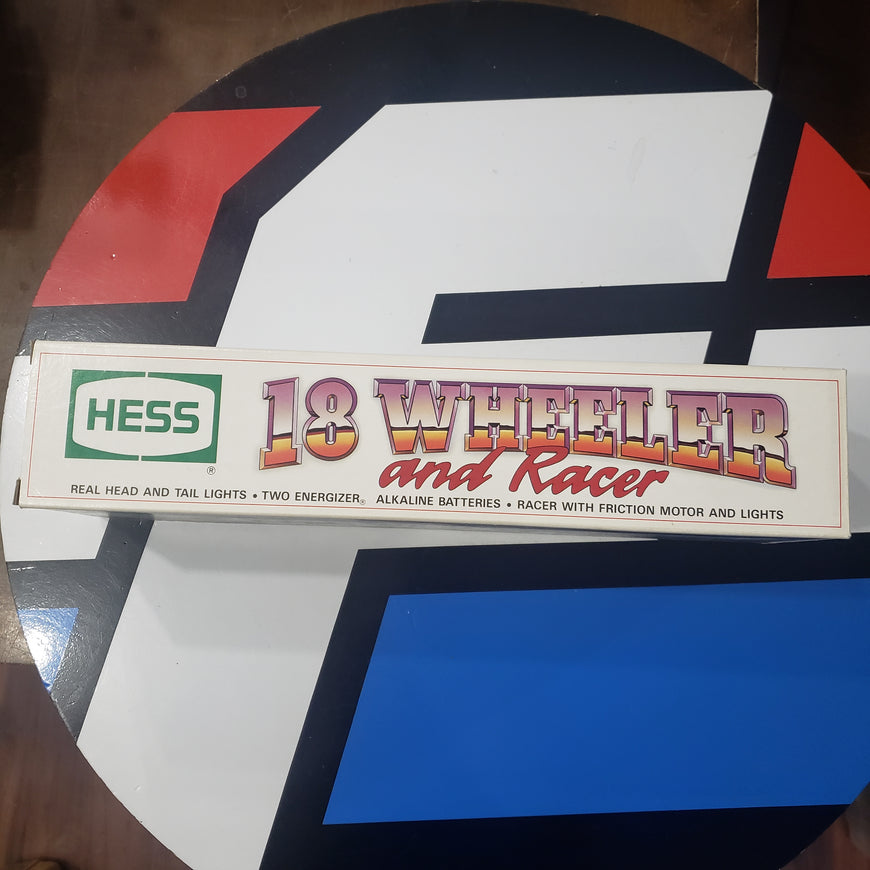 HESS
®
18 WHEELER
and Racer
REAL HEAD AND TAIL LIGHTS • TWO ENERGIZER® ALKALINE BATTERIES • RACER WITH FRICTION MOTOR AND LIGHTS